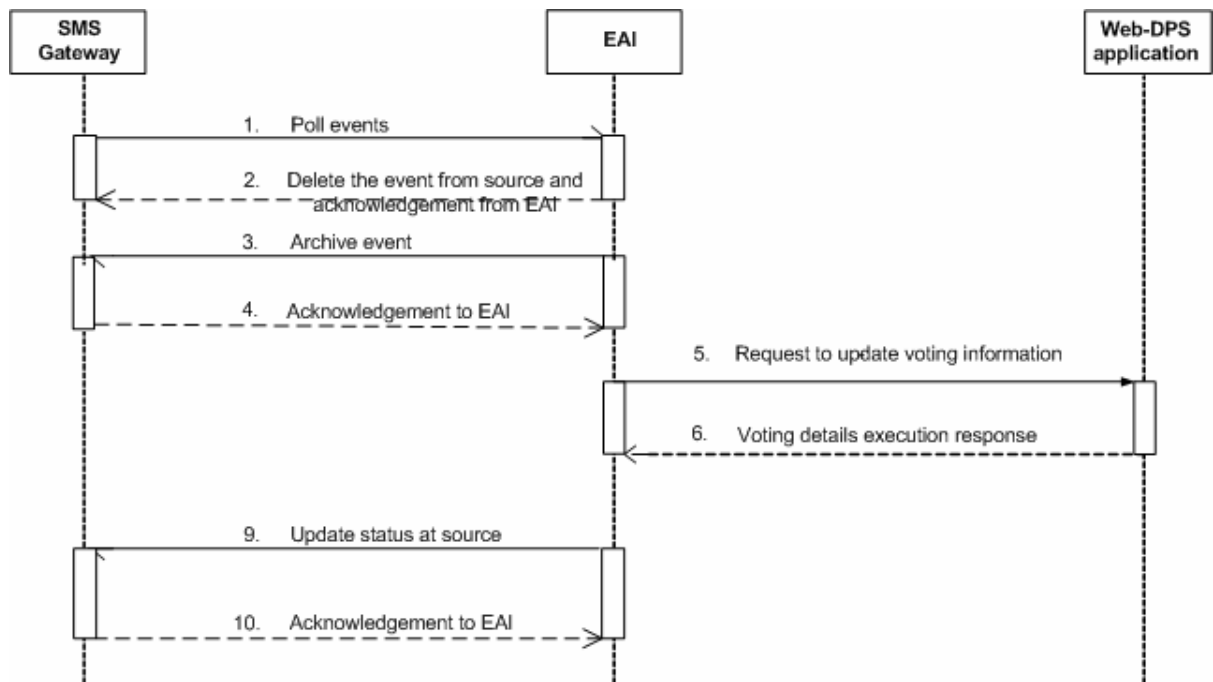 SMS
Gateway
EAI
Web-DPS
application
1. Poll events
2. Delete the event from source and
acknowledgement from EAI
3. Archive event
4. Acknowledgement to EAI
5. Request to update voting information
6. Voting details execution response
9. Update status at source
10. Acknowledgement to EAI